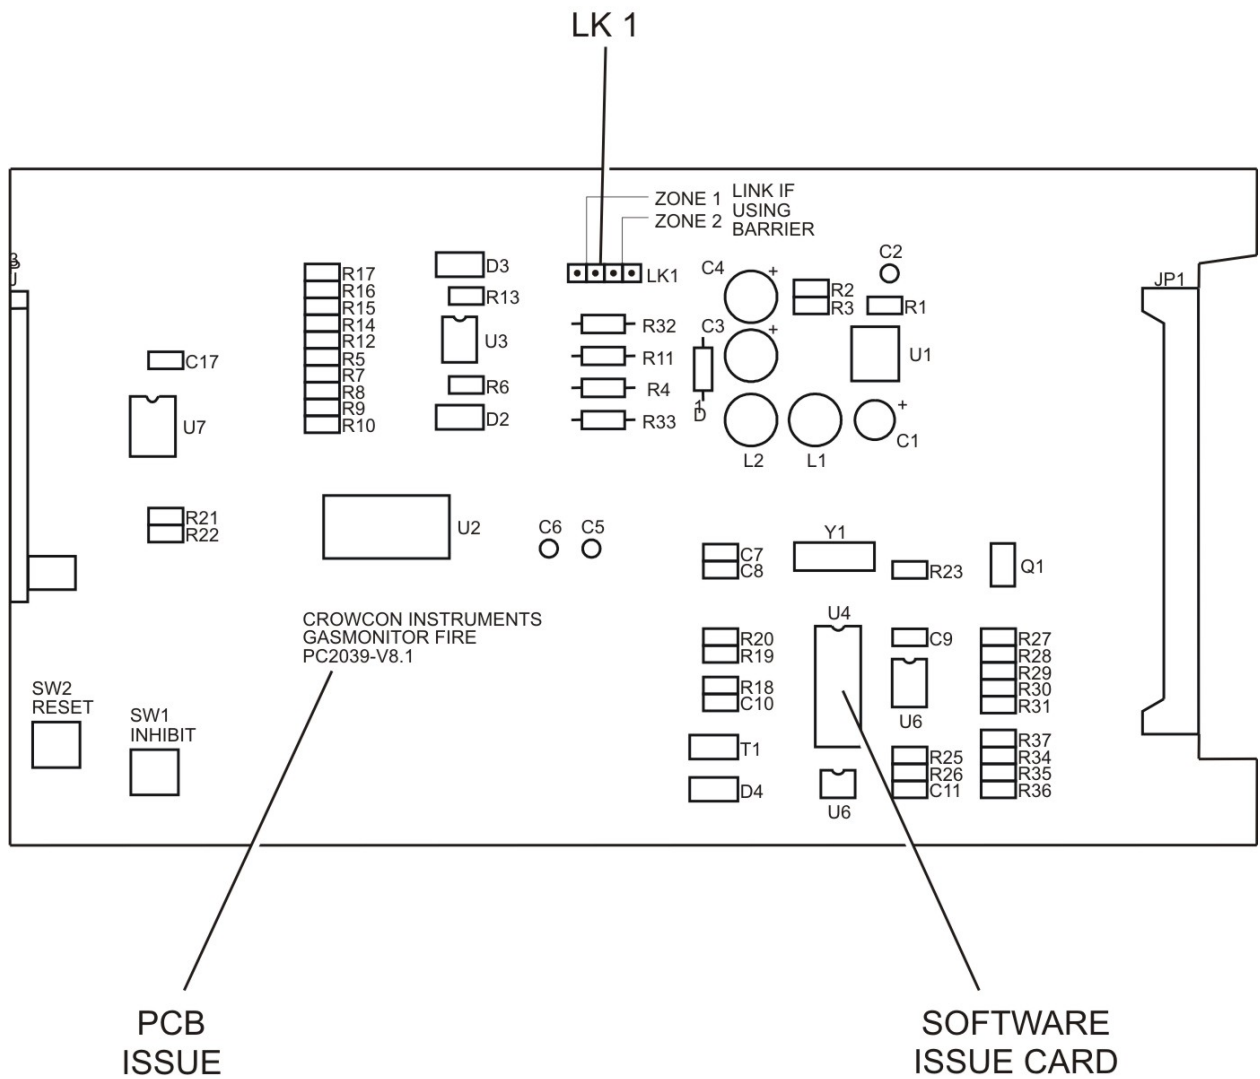 LK 1
ZONE 1
ZONE 2
LINK IF
USING
BARRIER
LK1
C4
+
C2
R2
R3
R1
JP1
R17
R16
R15
R14
R12
R5
R7
R8
R9
R10
D3
R13
U3
R6
D2
R32
R11
R4
R33
C3
+
D1
U1
C17
U7
L2
L1
+
C1
R21
R22
U2
C6
C5
C7
C8
Y1
R23
Q1
CROWCON INSTRUMENTS
GASMONITOR FIRE
PC2039-V8.1
R20
R19
R18
C10
U4
C9
U6
R27
R28
R29
R30
R31
SW2
RESET
SW1
INHIBIT
T1
D4
U6
R25
R26
C11
R37
R34
R35
R36
PCB
ISSUE
SOFTWARE
ISSUE CARD